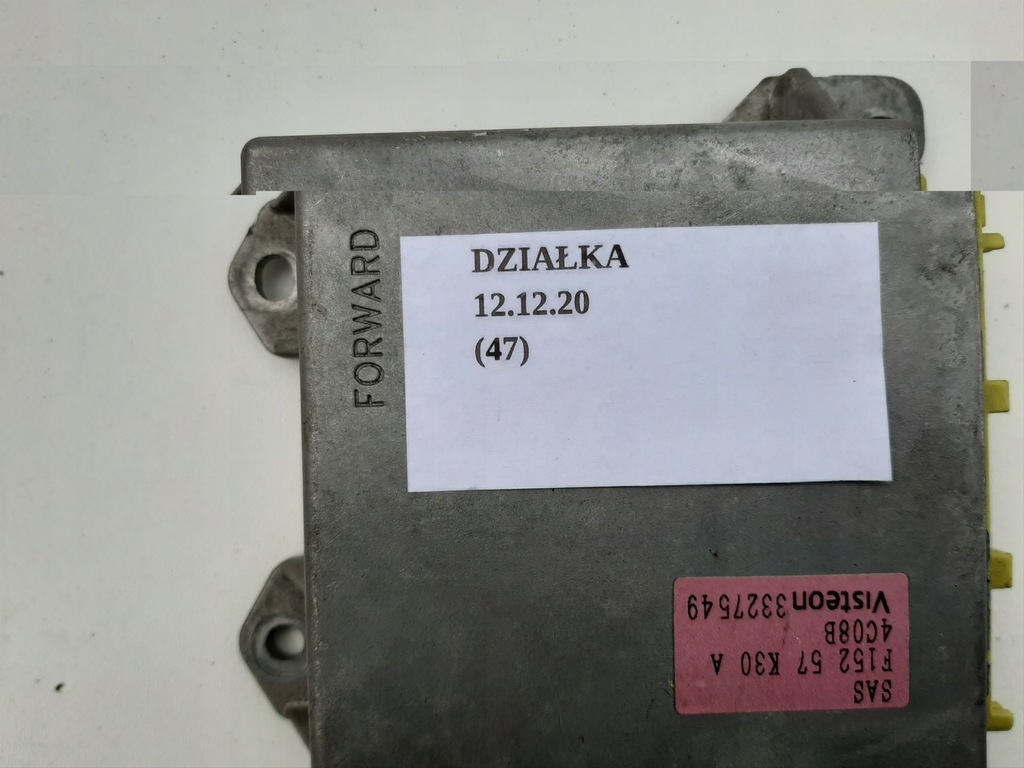 FORWARD
DZIAŁKA
12.12.20
(47)
SAS
F152 57 K30 A
4C08B
Visteon 3327549